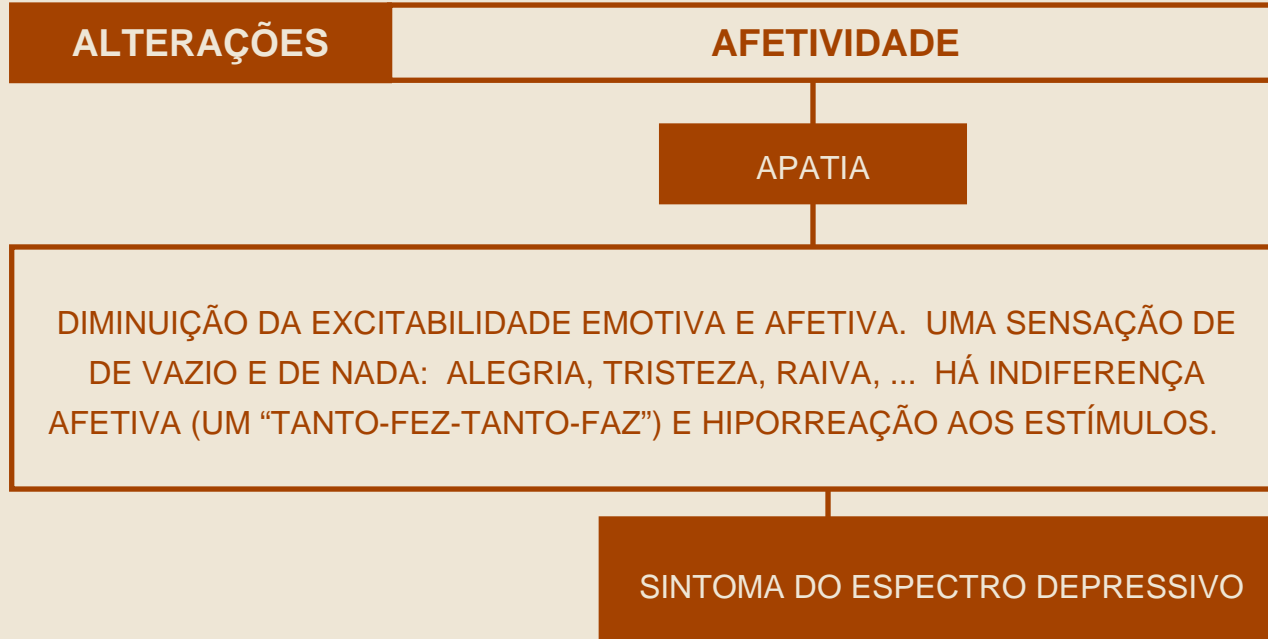 ALTERAÇÕES AFETIVIDADE
APATIA
DIMINUIÇÃO DA EXCITABILIDADE EMOTIVA E AFETIVA. UMA SENSAÇÃO DE
DE VAZIO E DE NADA: ALEGRIA, TRISTEZA, RAIVA, ... HÁ INDIFERENÇA
AFETIVA (UM “TANTO-FEZ-TANTO-FAZ”) E HIPORREAÇÃO AOS ESTÍMULOS.
SINTOMA DO ESPECTRO DEPRESSIVO